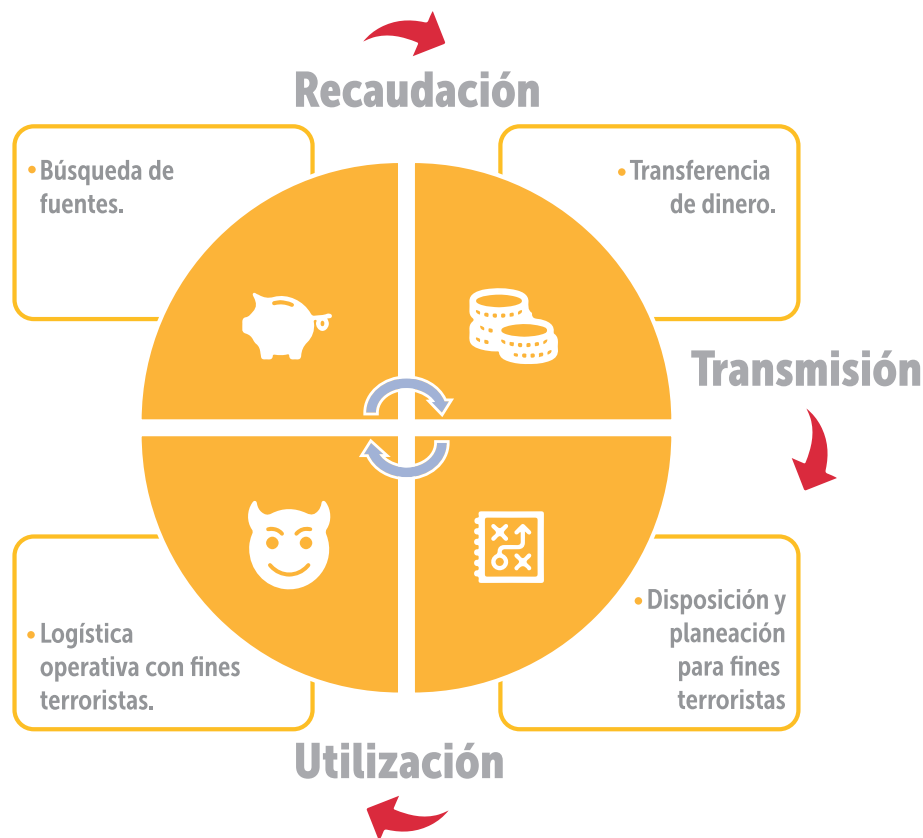 Recaudación
• Búsqueda de
fuentes.
• Transferencia
de dinero.
Transmisión
• Logística
operativa con fines
terroristas.
• Disposición y
planeación
para fines
terroristas
Utilización